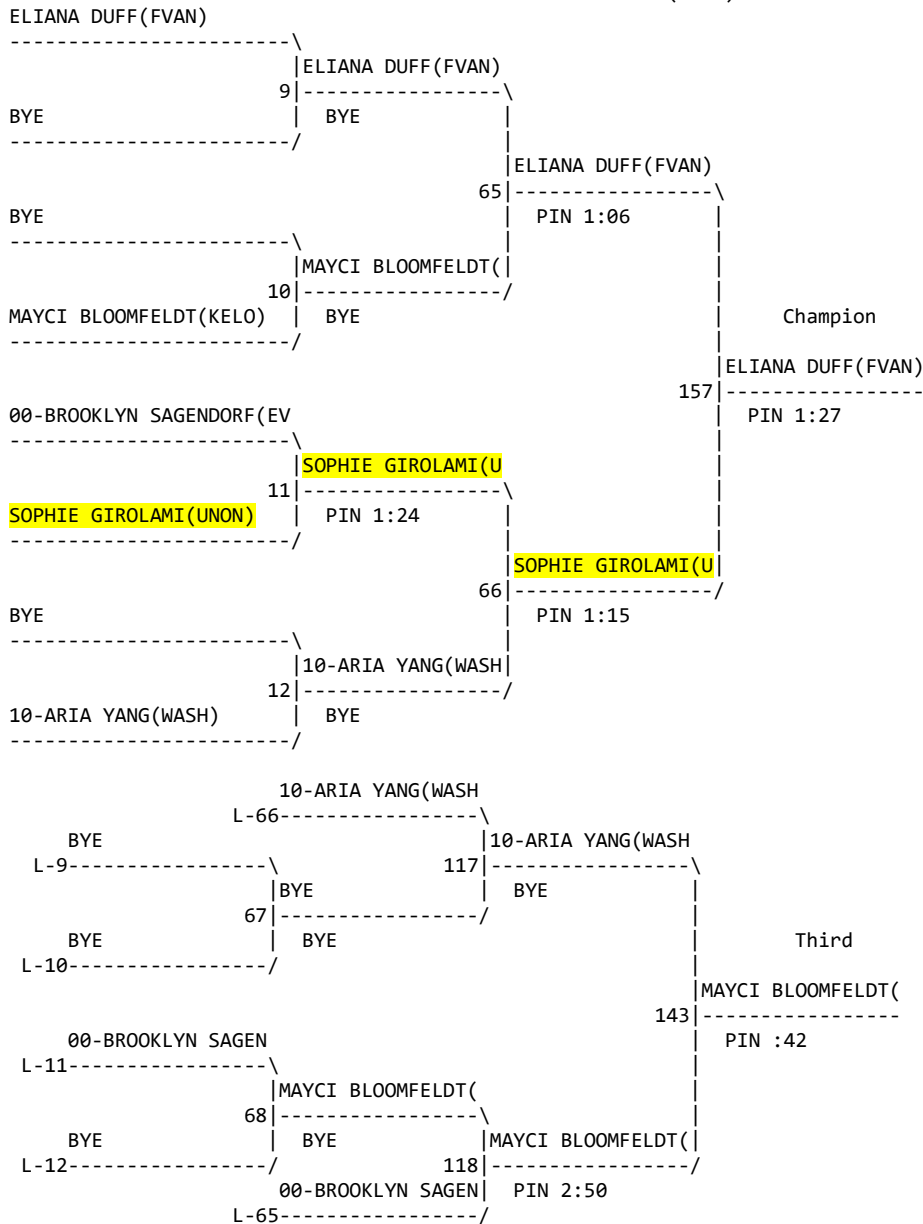 ELIANA DUFF(FVAN)
ELIANA DUFF(FVAN)
9
BYE BYE
ELIANA DUFF(FVAN)
65
BYE PIN 1:06
MAYCI BLOOMFELDT(
10
MAYCI BLOOMFELDT(KELO) BYE Champion
ELIANA DUFF(FVAN)
157
00-BROOKLYN SAGENDORF(EV PIN 1:27
SOPHIE GIROLAMI(U
11
SOPHIE GIROLAMI(UNON) PIN 1:24
SOPHIE GIROLAMI(U
66
BYE PIN 1:15
10-ARIA YANG(WASH
12
10-ARIA YANG(WASH) BYE
10-ARIA YANG(WASH
L-66
BYE 10-ARIA YANG(WASH
L-9 117
BYE BYE
67
BYE BYE Third
L-10
MAYCI BLOOMFELDT(
143
00-BROOKLYN SAGEN PIN :42
L-11
MAYCI BLOOMFELDT(
68
BYE BYE MAYCI BLOOMFELDT(
L-12 118
00-BROOKLYN SAGEN PIN 2:50
L-65